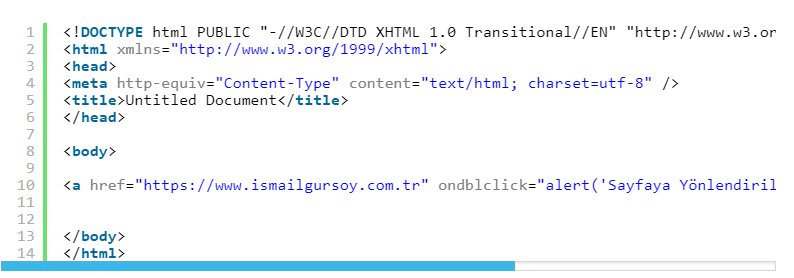 1 <!DOCTYPE html PUBLIC "-//W3C//DTD XHTML 1.0 Transitional//EN" "http://www.w3.or
2 <html xmlns="http://www.w3.org/1999/xhtml">
3 <head>
4 <meta http-equiv="Content-Type" content="text/html; charset=utf-8" />
5 <title>Untitled Document</title>
6 </head>
7
8 <body>
9
10 <a href="https://www.ismailgursoy.com.tr" ondblclick="alert('Sayfaya Yönlendiril
11
12
13 </body>
14 </html>